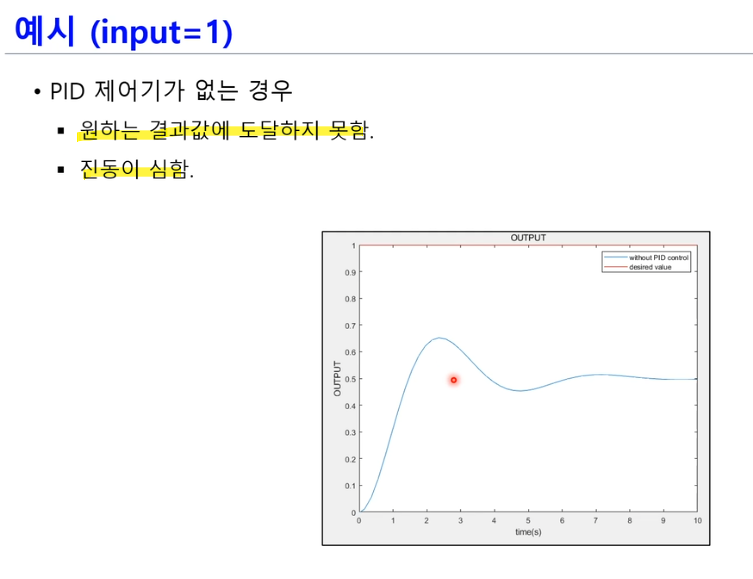 예시 (input=1)
• PID 제어기가 없는 경우
▪ 원하는 결과값에 도달하지 못함.
▪ 진동이 심함.
OUTPUT
without PID control
desired value
OUTPUT
1
0.9
0.8
0.7
0.6
0.5
0.4
0.3
0.2
0.1
0
0 1 2 3 4 5 6 7 8 9 10
time(s)